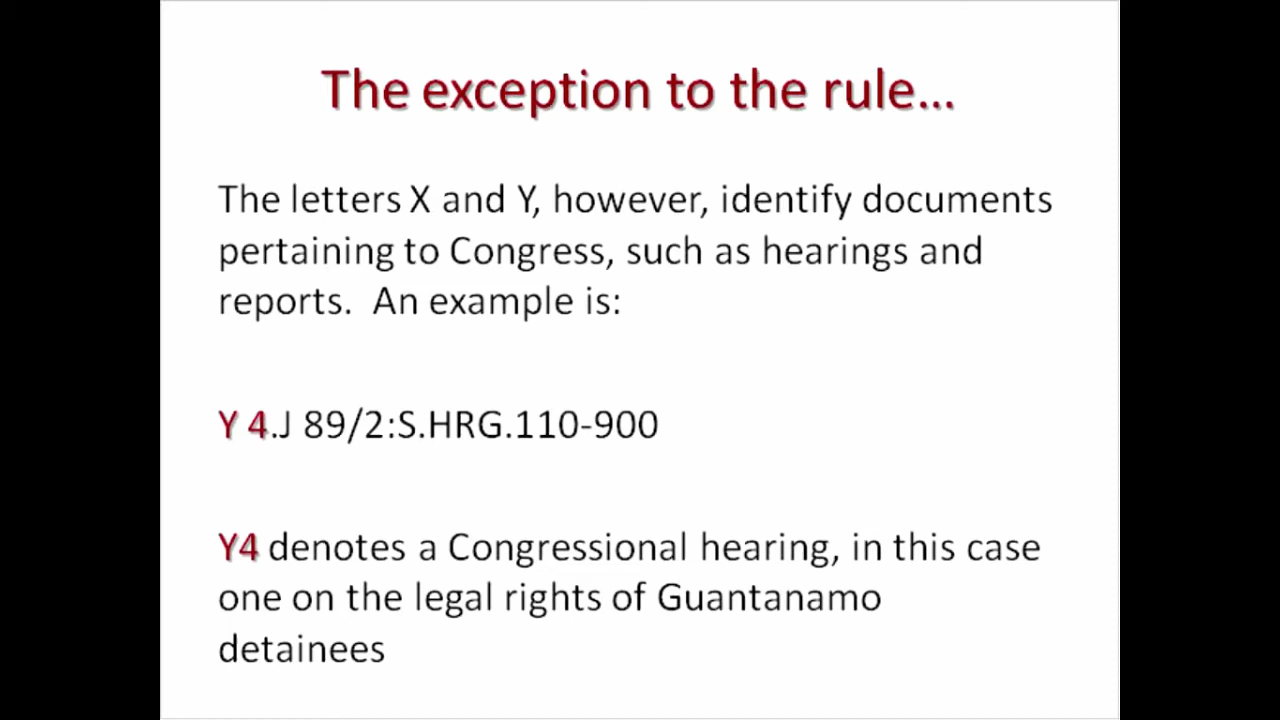 The exception to the rule...
The letters X and Y, however, identify documents
pertaining to Congress, such as hearings and
reports.  An example is:
Y 4.J 89/2:S.HRG.110-900
Y4 denotes a Congressional hearing, in this case
one on the legal rights of Guantanamo
detainees